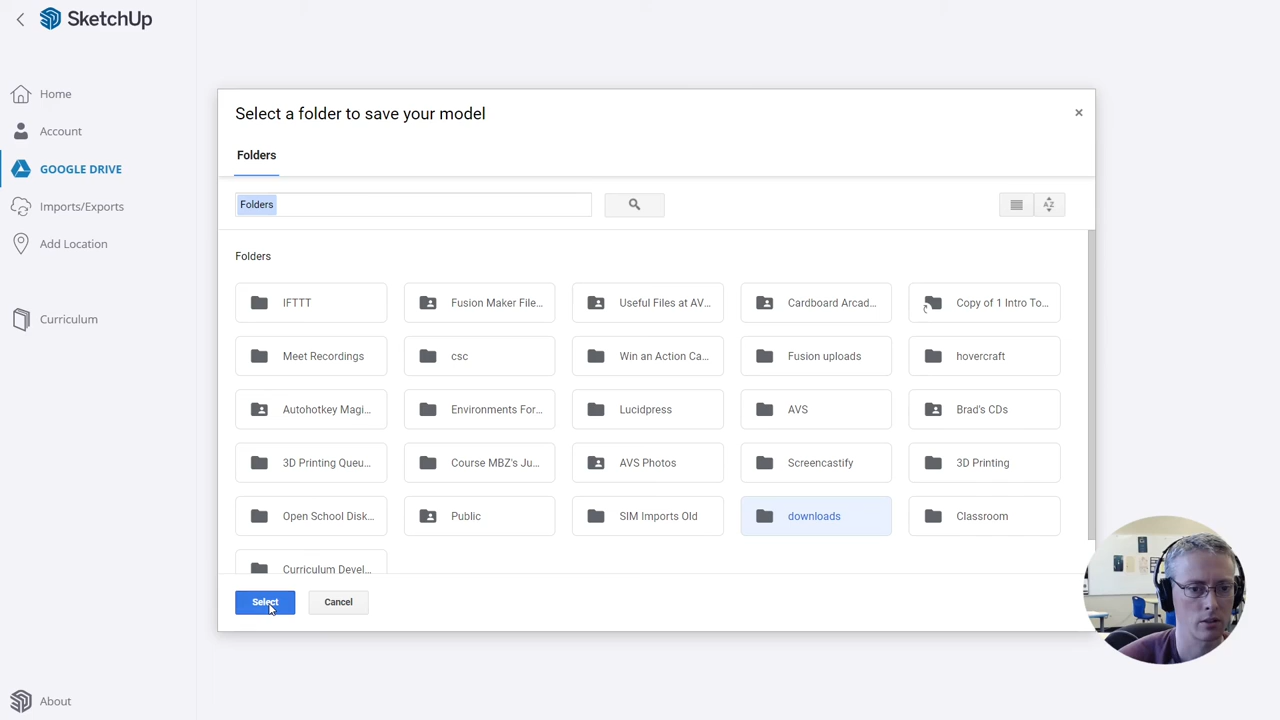 SketchUp
Home
Account
GOOGLE DRIVE
Imports/Exports
Add Location
Curriculum
About
Select a folder to save your model
×
Folders
Folders
Folders
IFTTT
Fusion Maker File...
Useful Files at AV...
Cardboard Arcad...
Copy of 1 Intro To...
Meet Recordings
csc
Win an Action Ca...
Fusion uploads
hovercraft
Autohotkey Magi...
Environments For...
Lucidpress
AVS
Brad's CDs
3D Printing Queu...
Course MBZ's Ju...
AVS Photos
Screencastify
3D Printing
Open School Disk...
Public
SIM Imports Old
downloads
Classroom
Curriculum Devel...
Select
Cancel